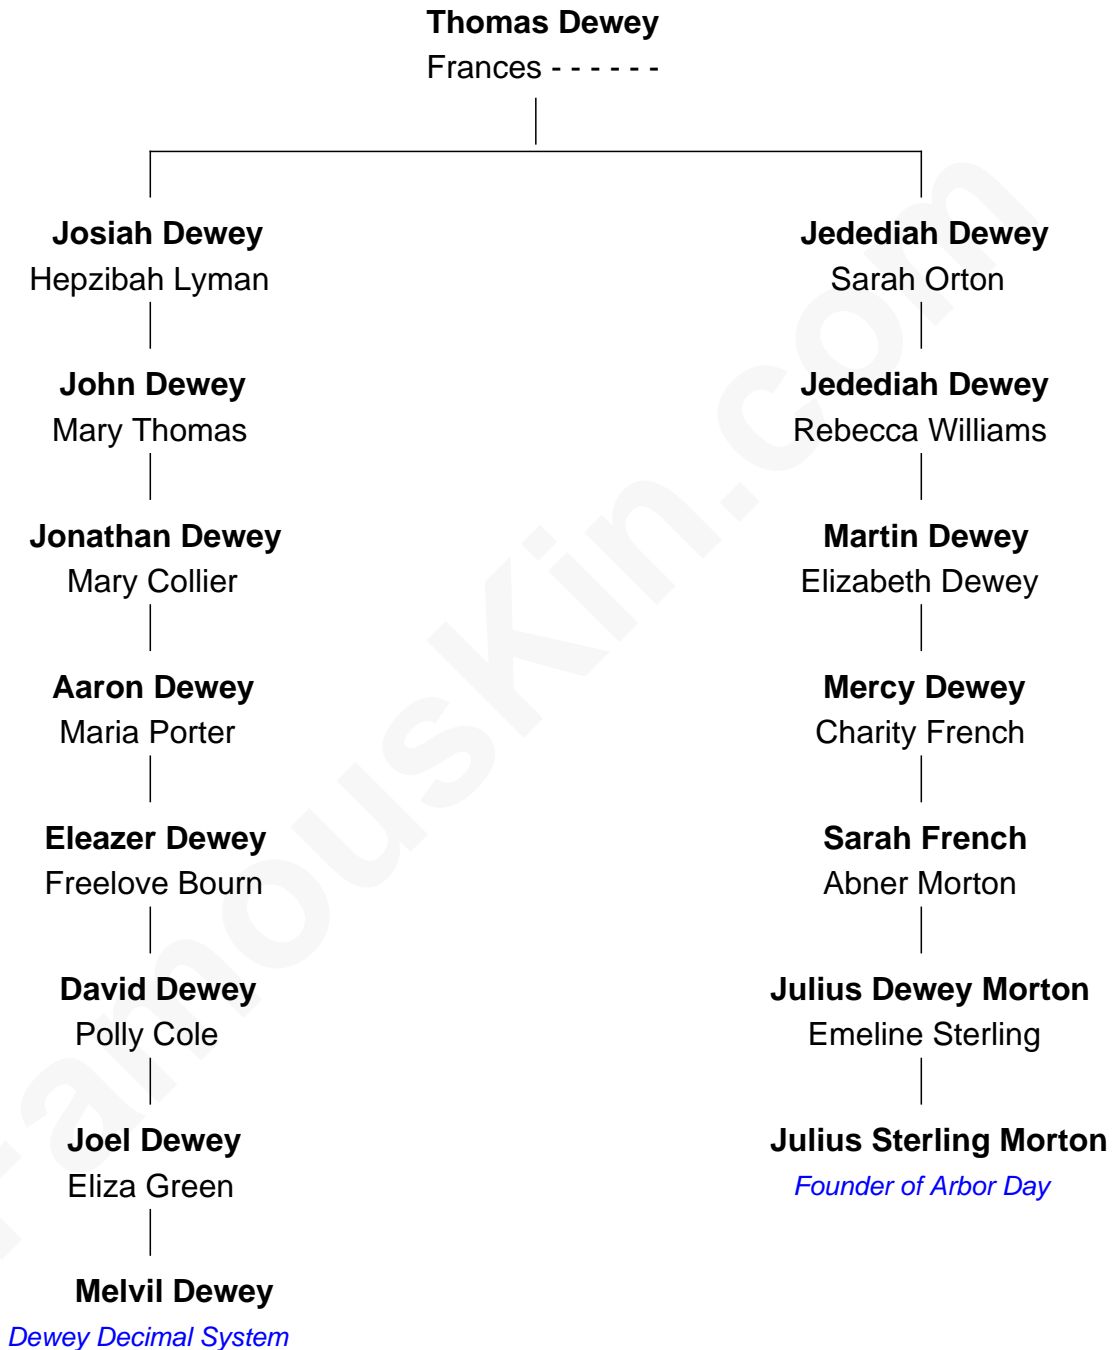 Thomas Dewey
Frances - - - - - -
Josiah Dewey
Hepzibah Lyman
John Dewey
Mary Thomas
Jonathan Dewey
Mary Collier
Aaron Dewey
Maria Porter
Eleazer Dewey
Freelove Bourn
David Dewey
Polly Cole
Joel Dewey
Eliza Green
Melvil Dewey
Dewey Decimal System
Jedediah Dewey
Sarah Orton
Jedediah Dewey
Rebecca Williams
Martin Dewey
Elizabeth Dewey
Mercy Dewey
Charity French
Sarah French
Abner Morton
Julius Dewey Morton
Emeline Sterling
Julius Sterling Morton
Founder of Arbor Day
FamousKin.com